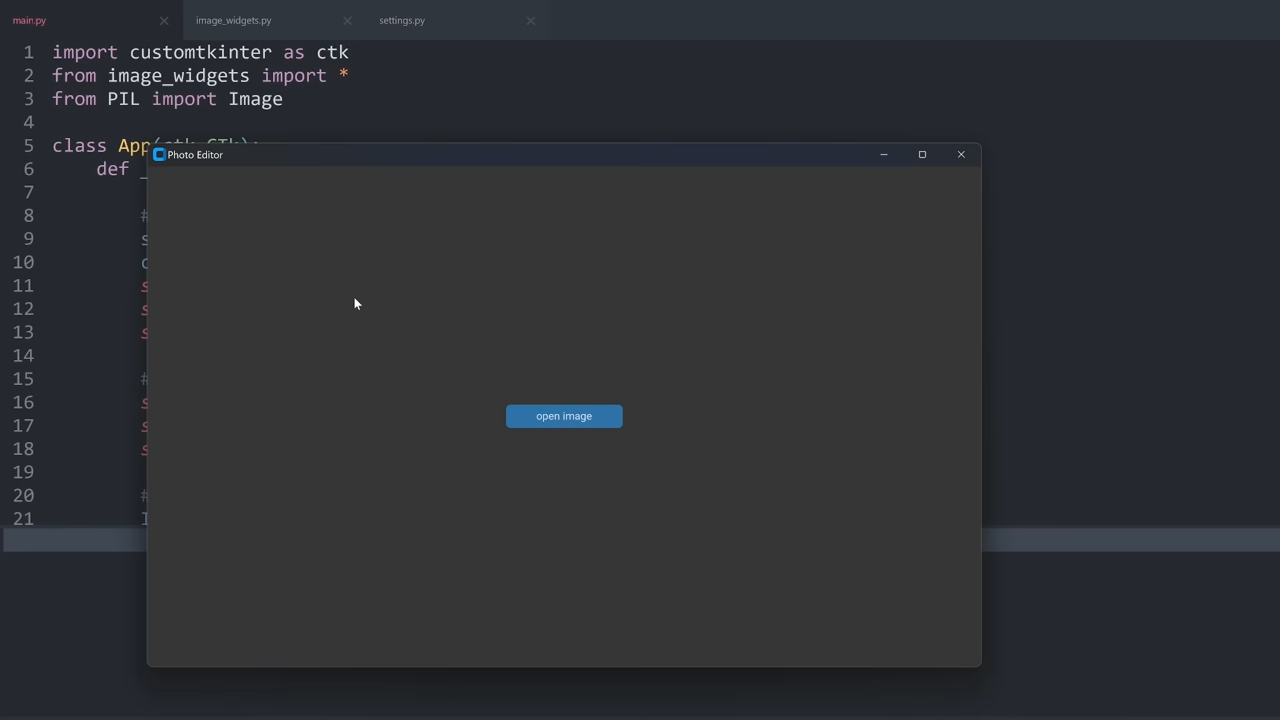 main.py image_widgets.py settings.py
1 import customtkinter as ctk
2 from image_widgets import *
3 from PIL import Image
4
5 class App(ctk.CTk):
6 def _
7
8 #
9 s
10 c
11 s
12 s
13 s
14
15 #
16 s
17 s
18 s
19
20 #
21 I
Photo Editor
open image